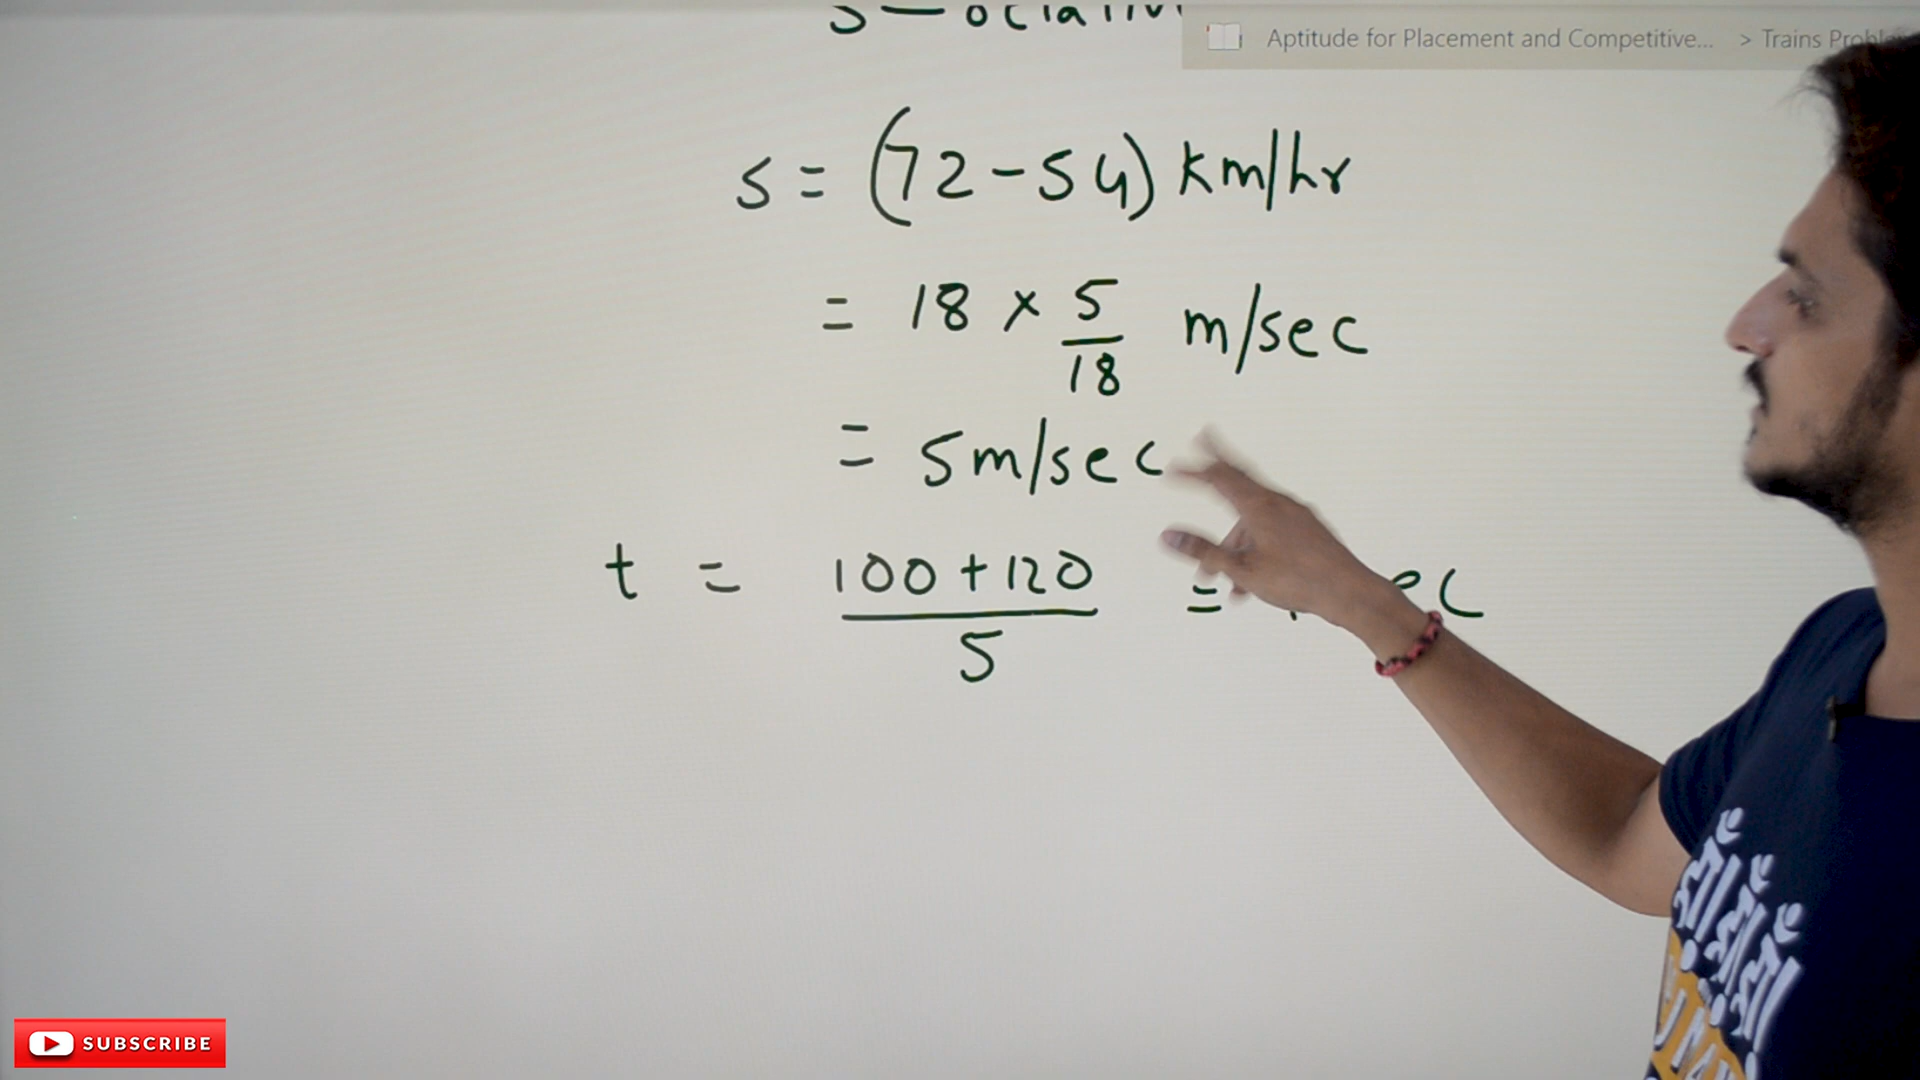 Aptitude for Placement and Competitive... > Trains
S = (72-54) km/hr
= 18 × 5/18 m/sec
= 5m/sec
t = 100+120/5 =
SUBSCRIBE